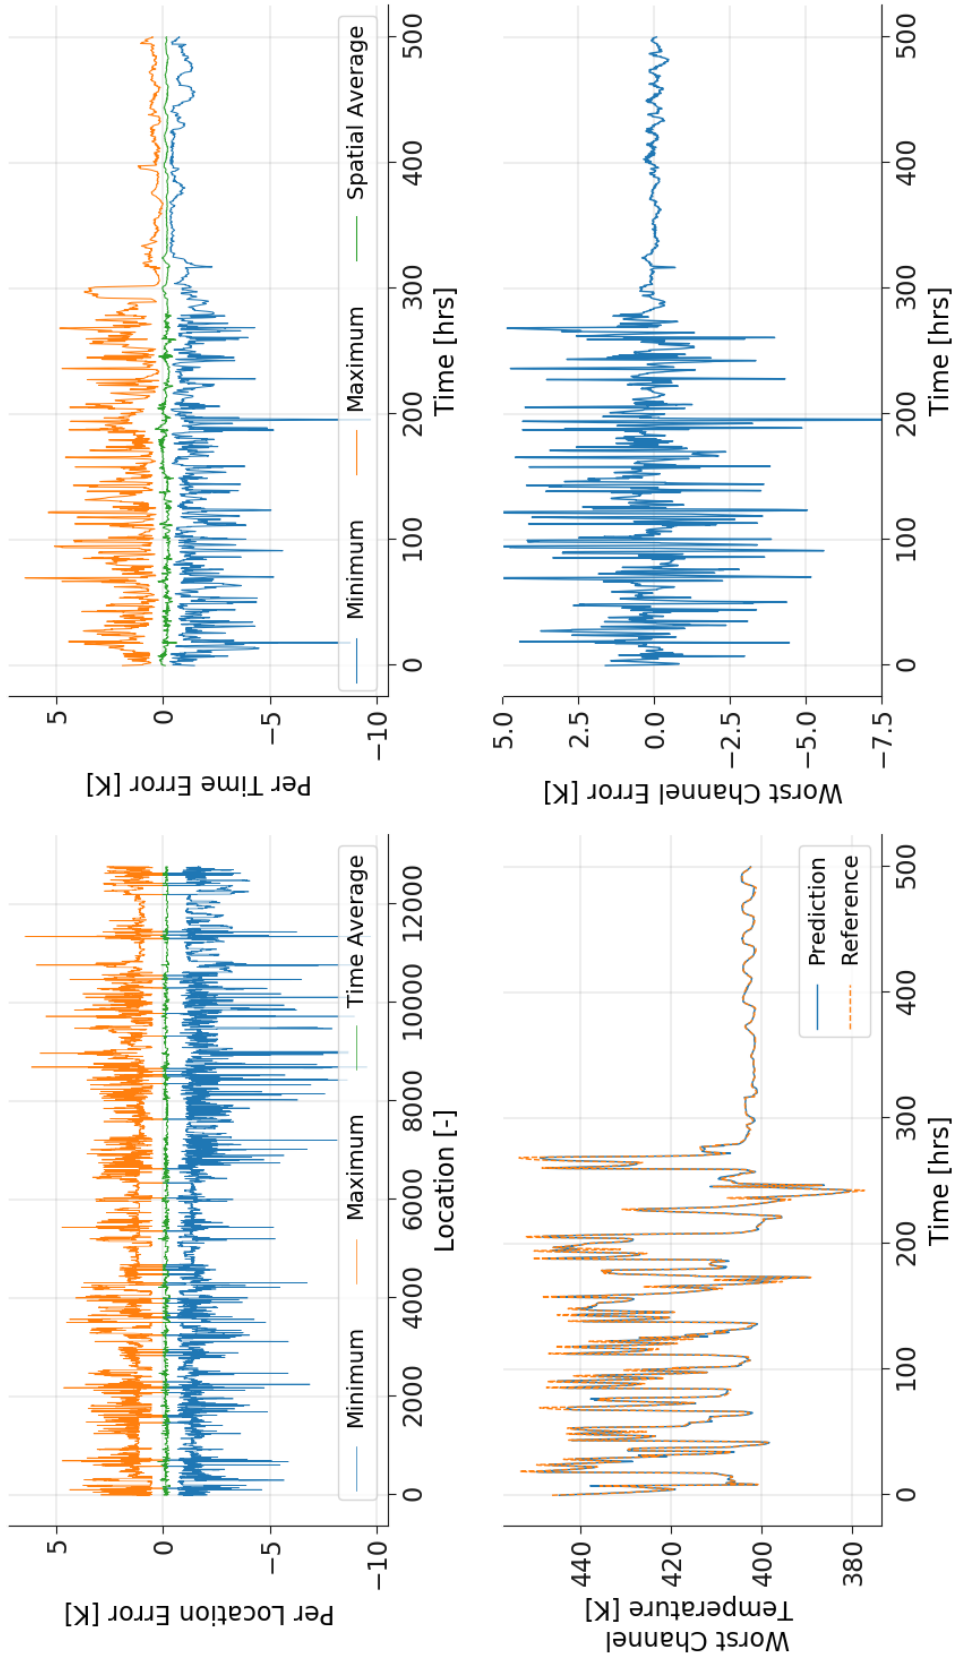 Per Location Error [K]
5
0
−5
−10
Minimum
Maximum
Time Average
0
2000
4000
6000
8000
10000
12000
Location [-]
Per Time Error [K]
5
0
−5
−10
Minimum
Maximum
Spatial Average
0
100
200
300
400
500
Time [hrs]
Worst Channel
Temperature [K]
440
420
400
380
Prediction
Reference
0
100
200
300
400
500
Time [hrs]
Worst Channel Error [K]
5.0
2.5
0.0
−2.5
−5.0
−7.5
0
100
200
300
400
500
Time [hrs]